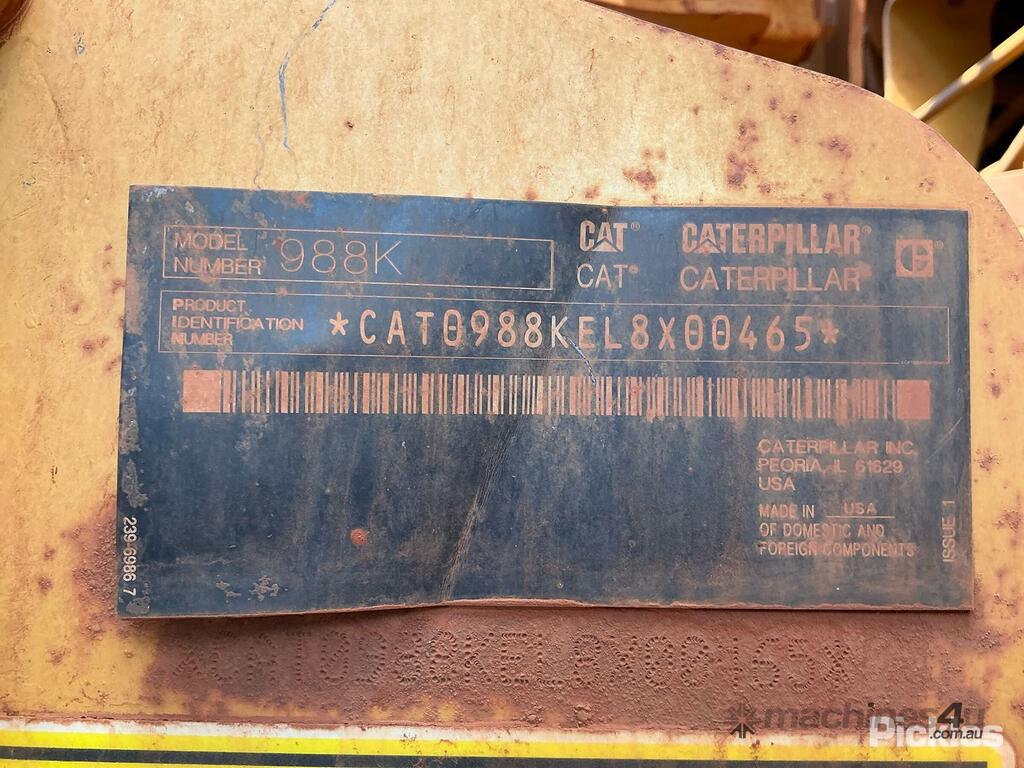 MODEL NUMBER 988K
CAT® CATERPILLAR®
CAT® CATERPILLAR®
PRODUCT IDENTIFICATION NUMBER *CAT0988KEL8X00465*
CATERPILLAR INC.
PEORIA, IL 61629
USA
MADE IN USA
OF DOMESTIC AND
FOREIGN COMPONENTS
ISSUE 1
239-6986 7
machines4u
.com.au
Pickles